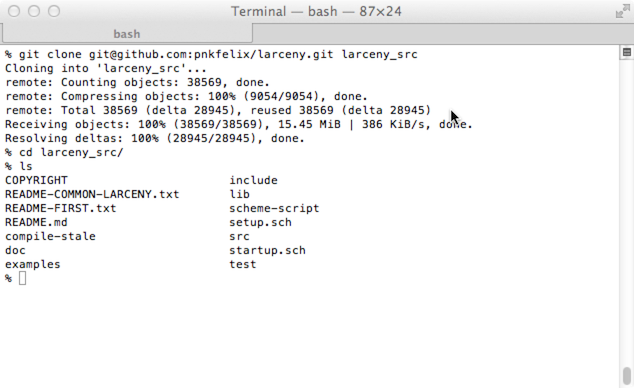 Terminal — bash — 87×24
bash
% git clone git@github.com:pnkfelix/larceny.git larceny_src
Cloning into 'larceny_src'...
remote: Counting objects: 38569, done.
remote: Compressing objects: 100% (9054/9054), done.
remote: Total 38569 (delta 28945), reused 38569 (delta 28945)
Receiving objects: 100% (38569/38569), 15.45 MiB | 386 KiB/s, done.
Resolving deltas: 100% (28945/28945), done.
% cd larceny_src/
% ls
COPYRIGHT include
README-COMMON-LARCENY.txt lib
README-FIRST.txt scheme-script
README.md setup.sch
compile-stale src
doc startup.sch
examples test
%